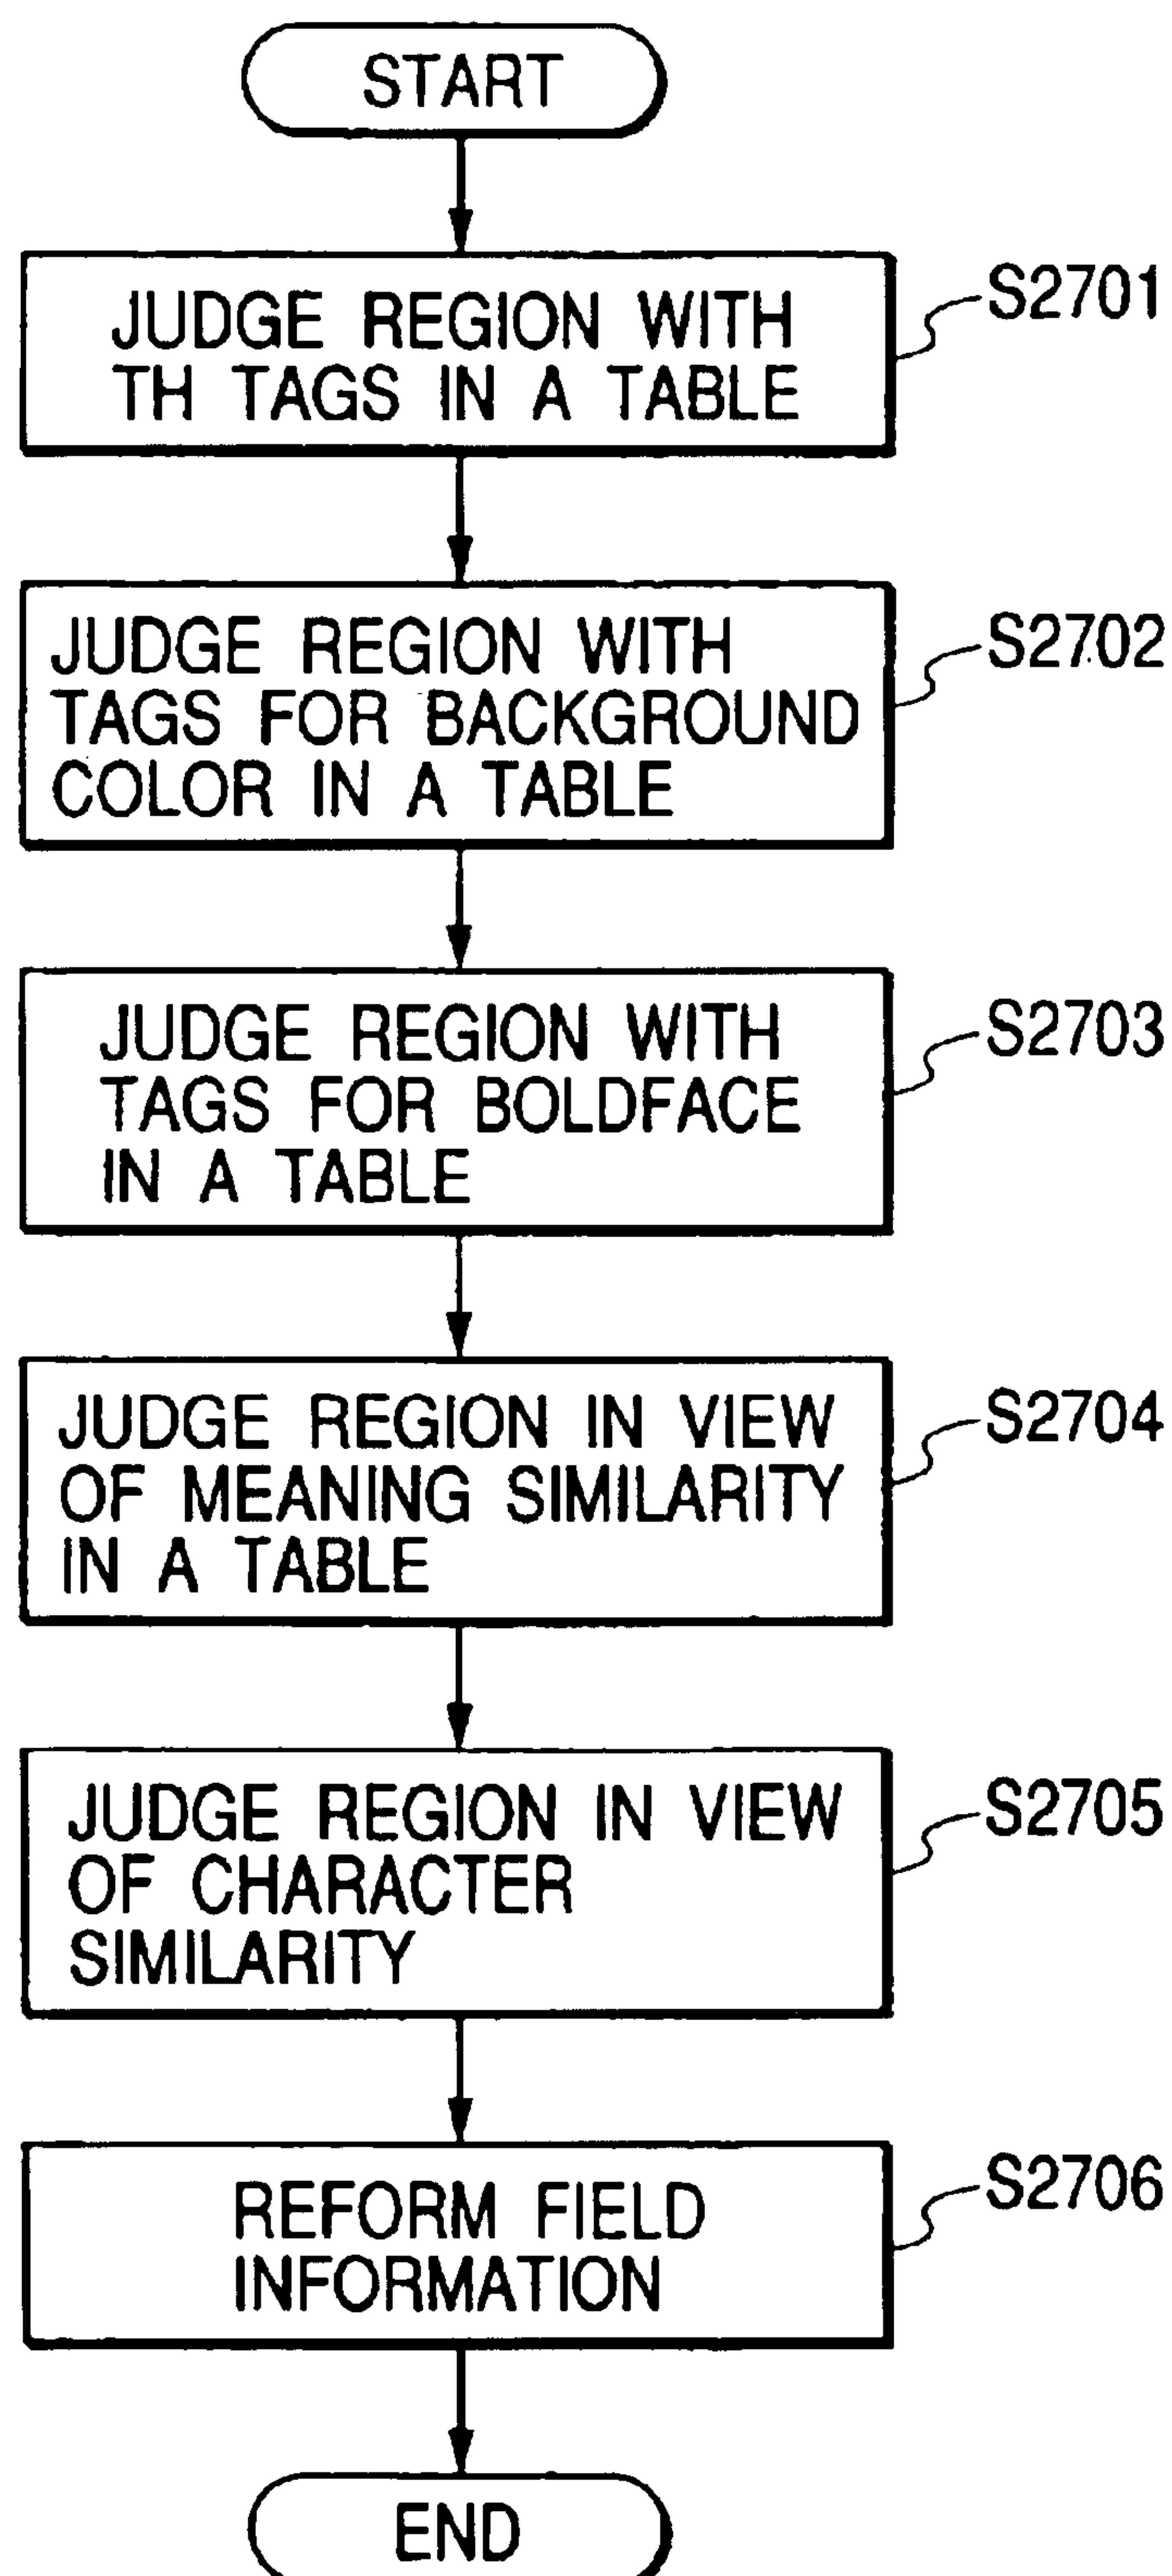 START
JUDGE REGION WITH
TH TAGS IN A TABLE
S2701
JUDGE REGION WITH
TAGS FOR BACKGROUND
COLOR IN A TABLE
S2702
JUDGE REGION WITH
TAGS FOR BOLDFACE
IN A TABLE
S2703
JUDGE REGION IN VIEW
OF MEANING SIMILARITY
IN A TABLE
S2704
JUDGE REGION IN VIEW
OF CHARACTER
SIMILARITY
S2705
REFORM FIELD
INFORMATION
S2706
END